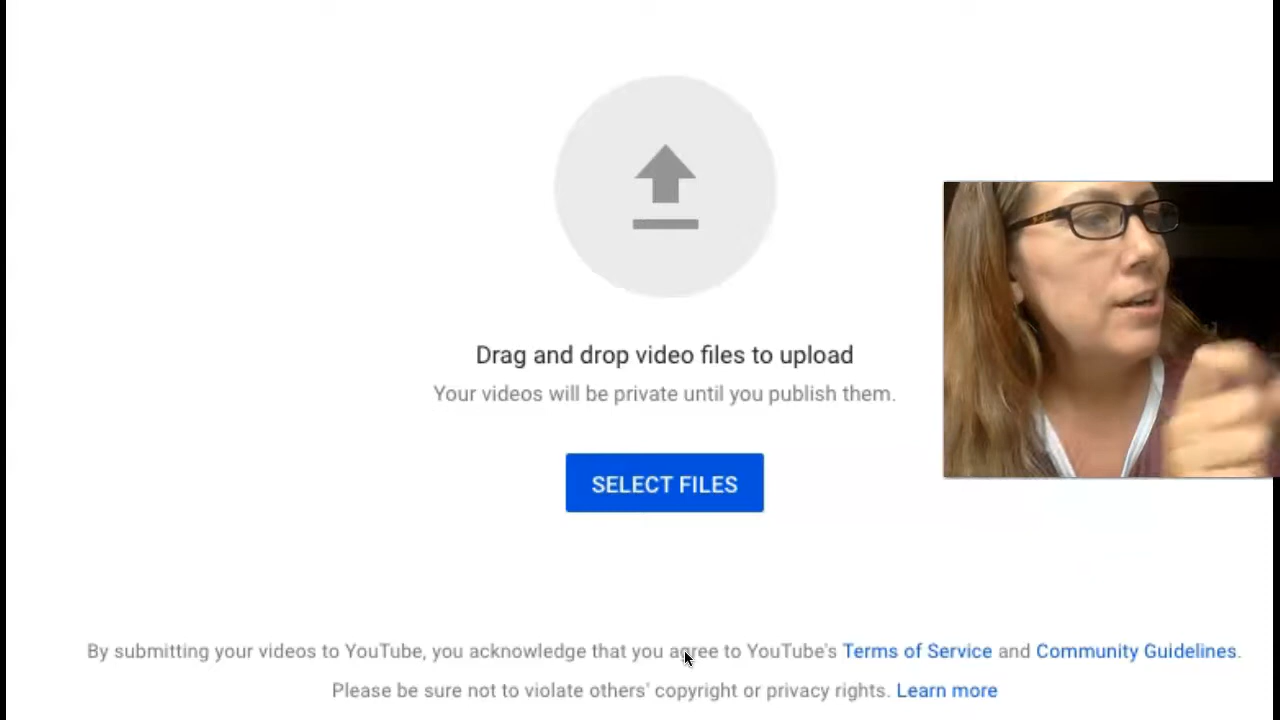 Drag and drop video files to upload
Your videos will be private until you publish them.
SELECT FILES
By submitting your videos to YouTube, you acknowledge that you agree to YouTube's Terms of Service and Community Guidelines.
Please be sure not to violate others' copyright or privacy rights. Learn more